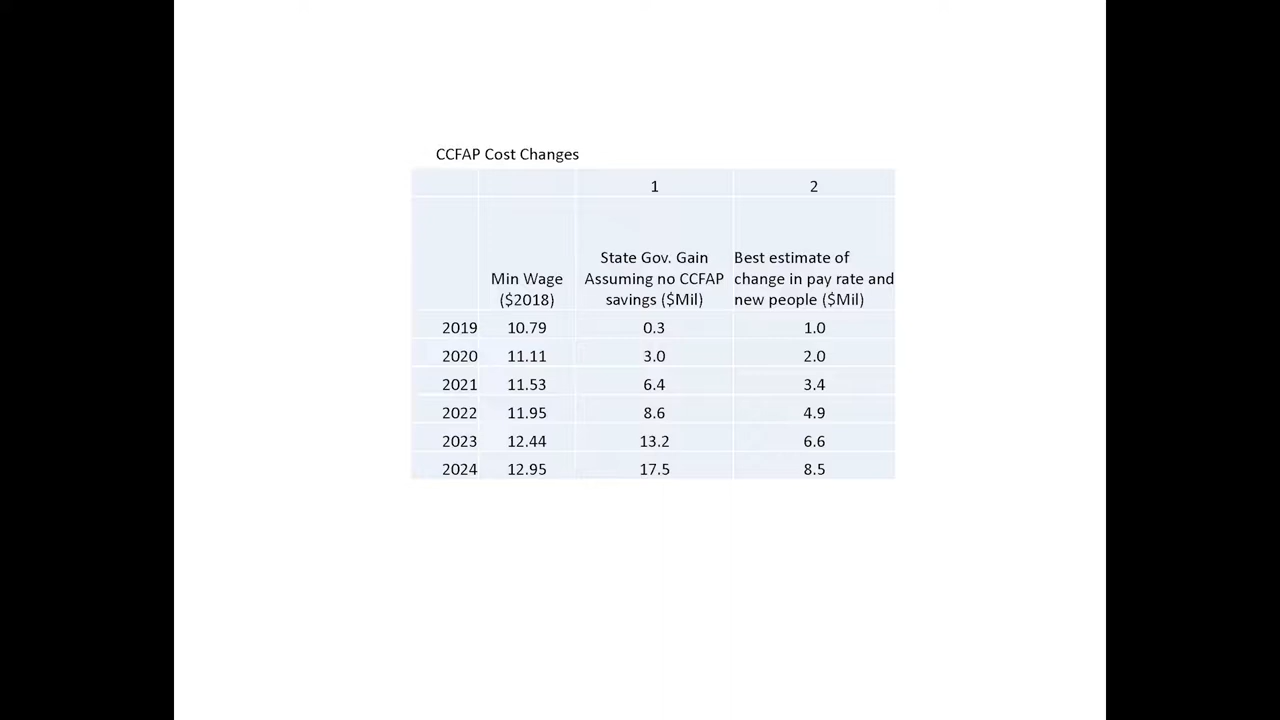 CCFAP Cost Changes
1 2
State Gov. Gain Best estimate of
Min Wage Assuming no CCFAP change in pay rate and
($2018) savings ($Mil) new people ($Mil)
2019 10.79 0.3 1.0
2020 11.11 3.0 2.0
2021 11.53 6.4 3.4
2022 11.95 8.6 4.9
2023 12.44 13.2 6.6
2024 12.95 17.5 8.5